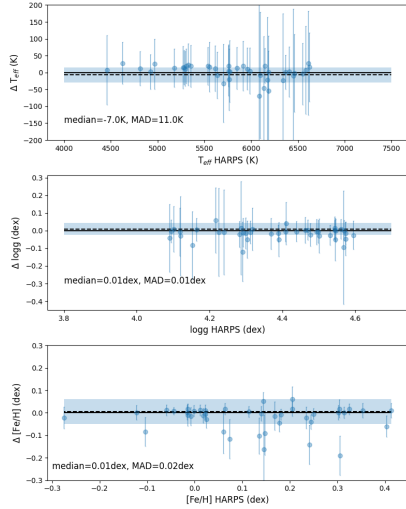 200
150
100
50
0
−50
−100
−150
−200
Δ T_eff (K)
median=-7.0K, MAD=11.0K
4000 4500 5000 5500 6000 6500 7000 7500
T_eff HARPS (K)
0.3
0.2
0.1
0.0
−0.1
−0.2
−0.3
−0.4
Δ logg (dex)
median=0.01dex, MAD=0.01dex
3.8 4.0 4.2 4.4 4.6
logg HARPS (dex)
0.3
0.2
0.1
0.0
−0.1
−0.2
−0.3
Δ [Fe/H] (dex)
median=0.01dex, MAD=0.02dex
−0.3 −0.2 −0.1 0.0 0.1 0.2 0.3 0.4
[Fe/H] HARPS (dex)